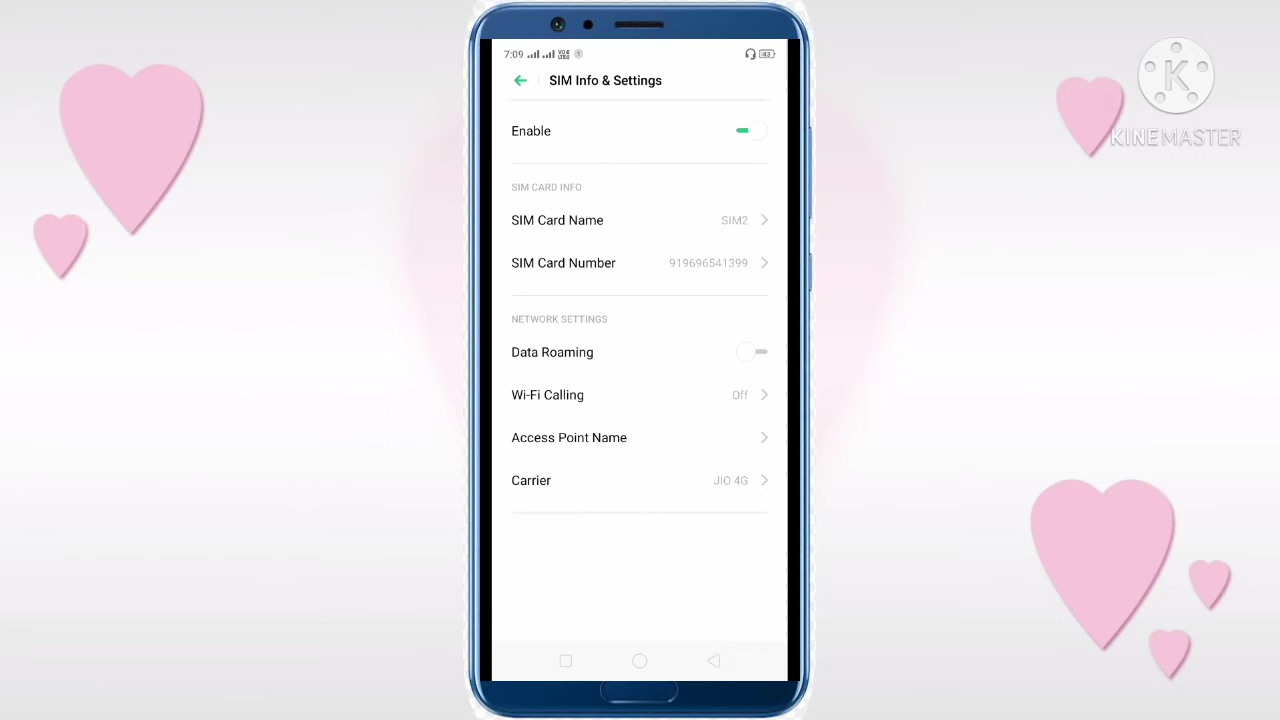 7:09
43
SIM Info & Settings
Enable
SIM CARD INFO
SIM Card Name SIM2
SIM Card Number 919696541399
NETWORK SETTINGS
Data Roaming
Wi-Fi Calling Off
Access Point Name
Carrier JIO 4G
K
KINEMASTER